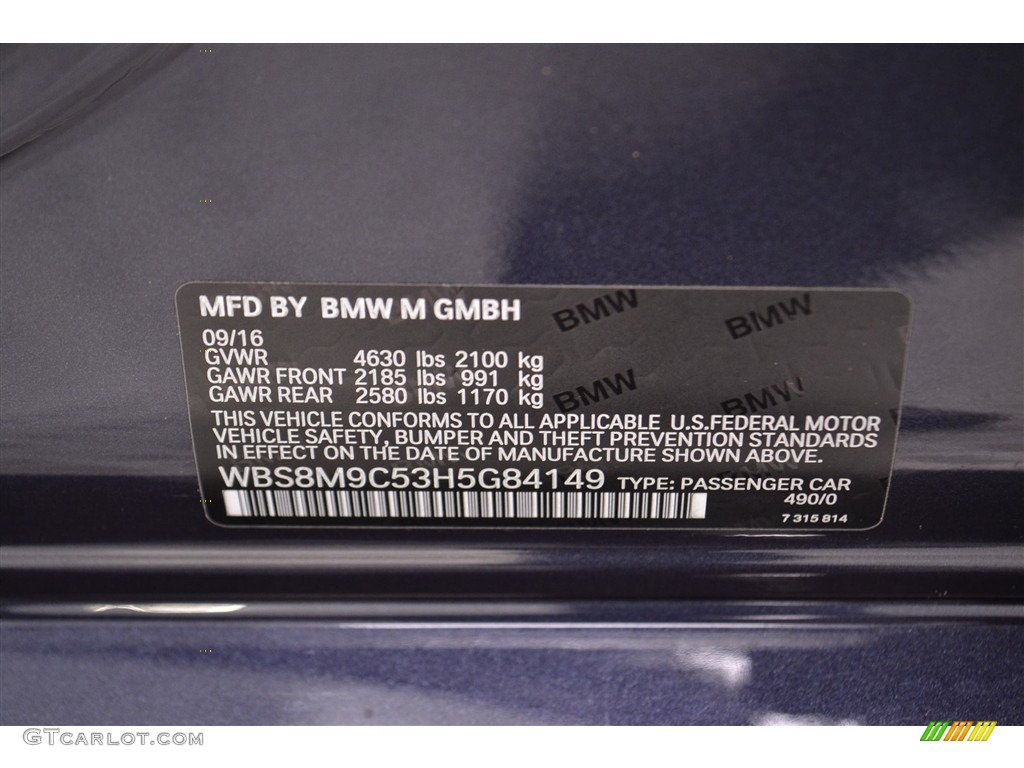 MFD BY BMW M GMBH
BMW BMW
09/16
GVWR 4630 lbs 2100 kg
GAWR FRONT 2185 lbs 991 kg
GAWR REAR 2580 lbs 1170 kg
BMW BMW
THIS VEHICLE CONFORMS TO ALL APPLICABLE U.S.FEDERAL MOTOR
VEHICLE SAFETY, BUMPER AND THEFT PREVENTION STANDARDS
IN EFFECT ON THE DATE OF MANUFACTURE SHOWN ABOVE.
WBS8M9C53H5G84149 TYPE: PASSENGER CAR
490/0
7 315 814
GTCarlot.com